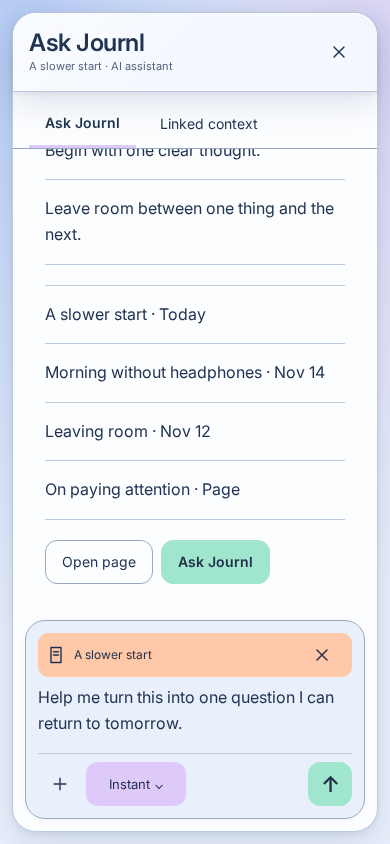 Ask Journl
A slower start · AI assistant
Ask Journl
Linked context
Begin with one clear thought.
Leave room between one thing and the
next.
A slower start · Today
Morning without headphones · Nov 14
Leaving room · Nov 12
On paying attention · Page
Open page
Ask Journl
A slower start
Help me turn this into one question I can
return to tomorrow.
Instant